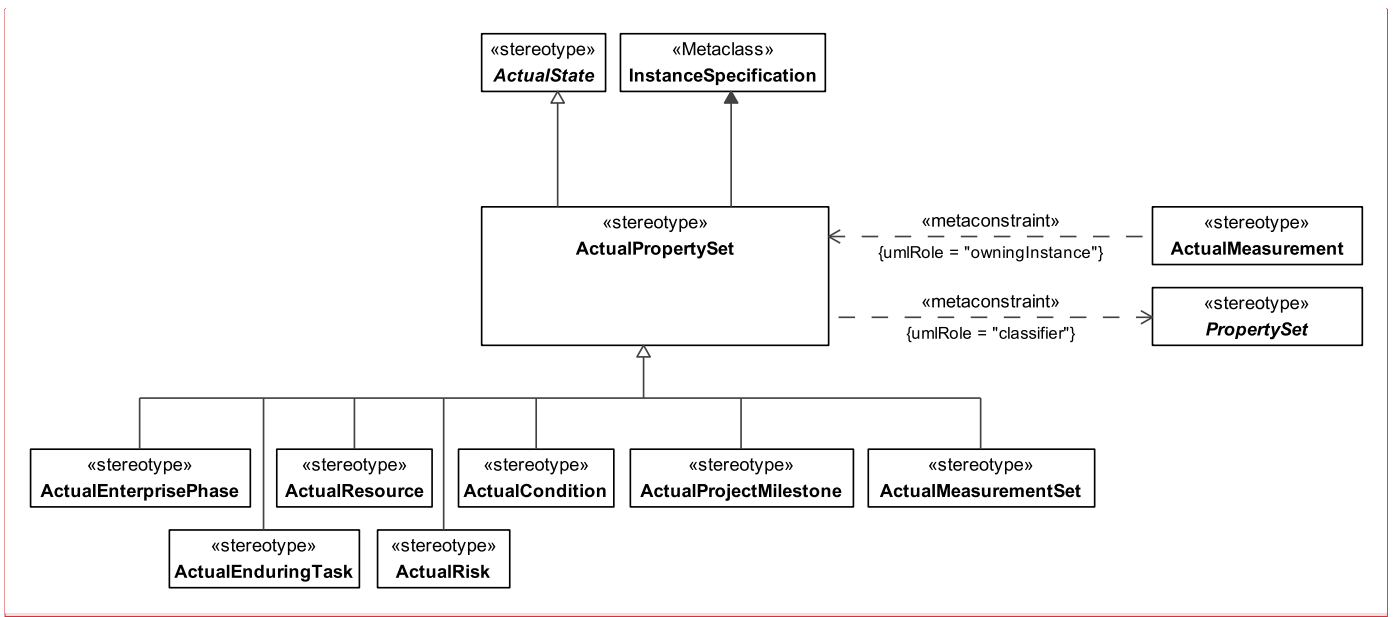 «stereotype»
ActualState
«Metaclass»
InstanceSpecification
«stereotype»
ActualPropertySet
«metaconstraint»
{umlRole = "owningInstance"}
«stereotype»
ActualMeasurement
«metaconstraint»
{umlRole = "classifier"}
«stereotype»
PropertySet
«stereotype»
ActualEnterprisePhase
«stereotype»
ActualResource
«stereotype»
ActualCondition
«stereotype»
ActualProjectMilestone
«stereotype»
ActualMeasurementSet
«stereotype»
ActualEnduringTask
«stereotype»
ActualRisk